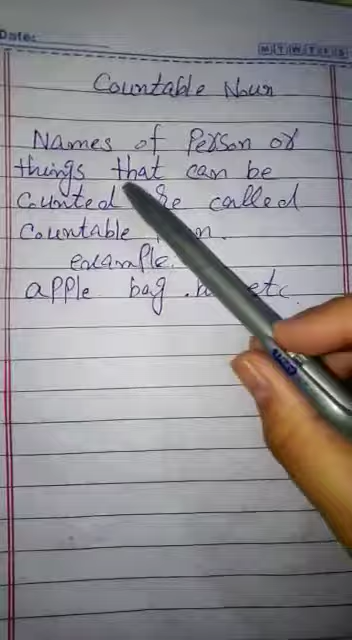 Date:
M T W T F S
Countable Noun
Names of Person or
things that can be
Counted are called
Countable
example.
apple bag . etc.